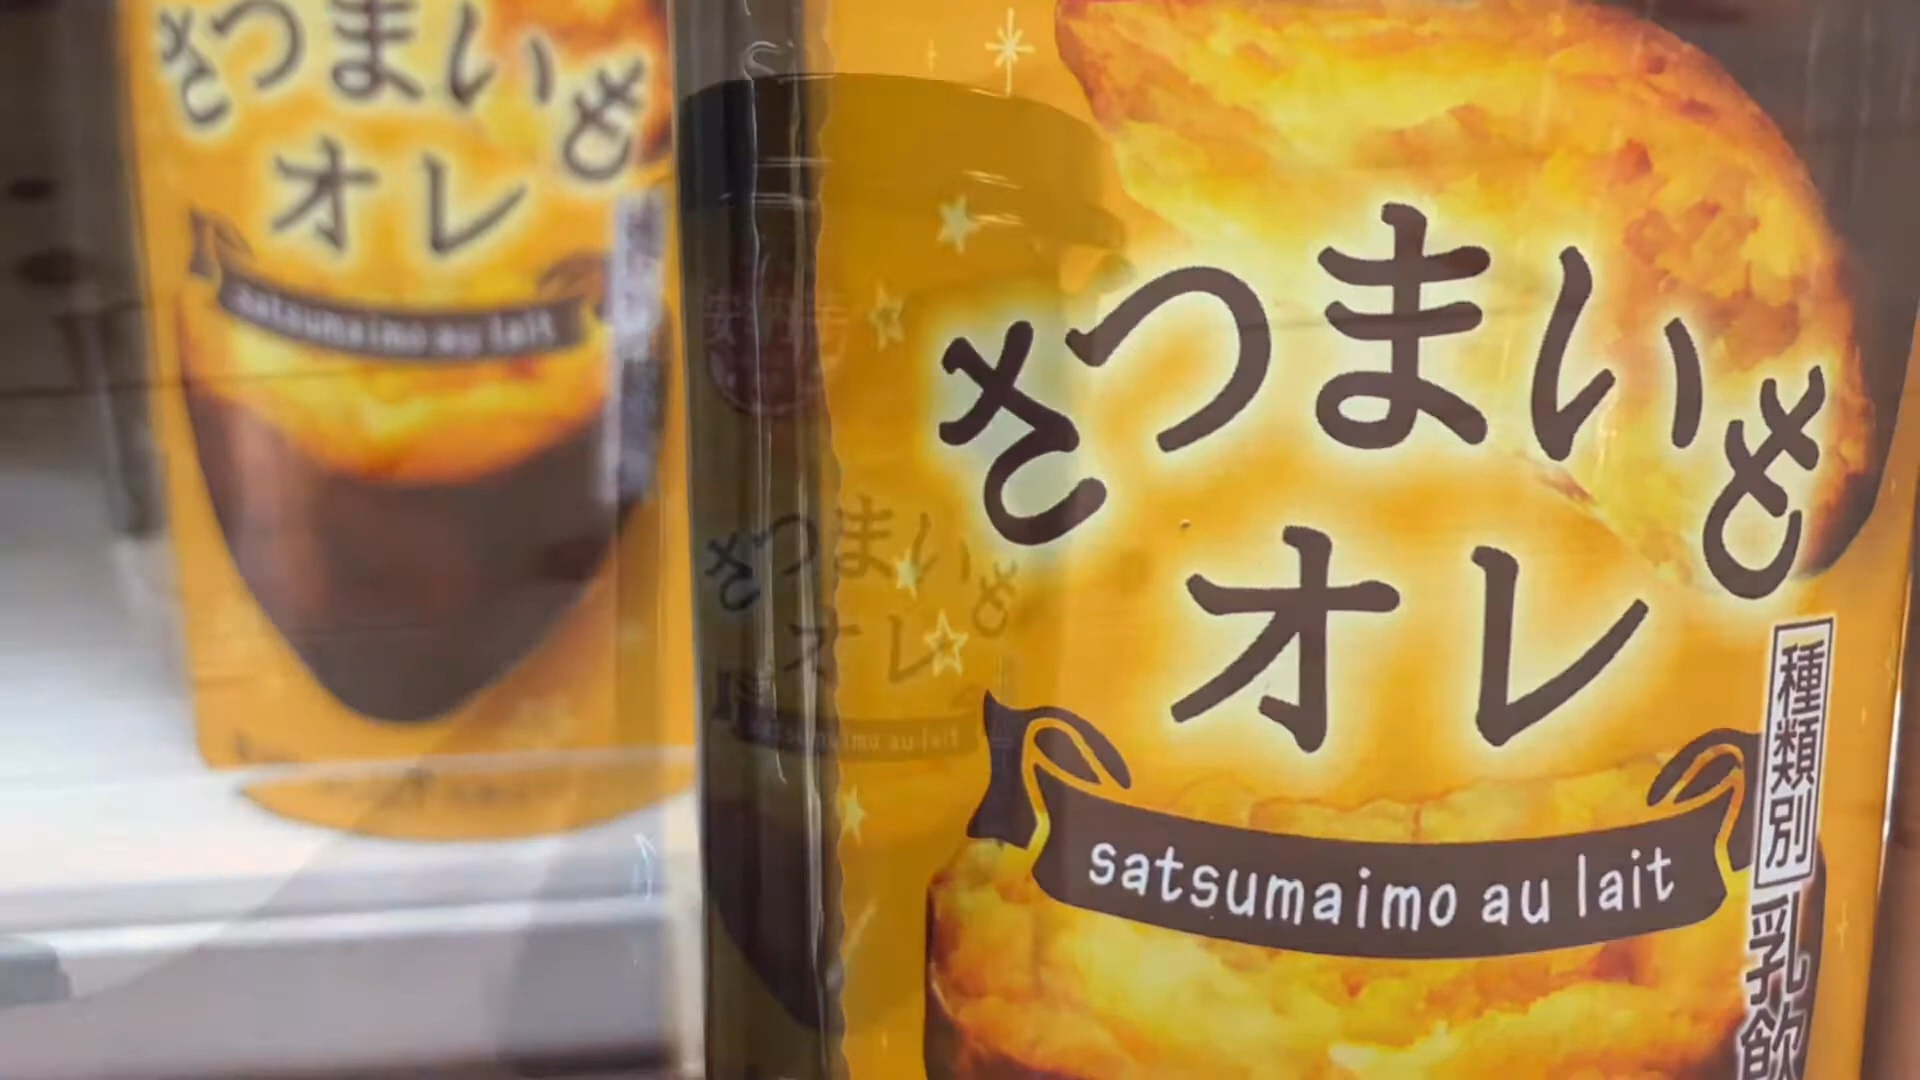 さつまいも
オレ
satsumaimo au lait
さつまいも
オレ
satsumaimo au lait
種類別
乳飲
さつまいも
オレ
satsumaimo au lait